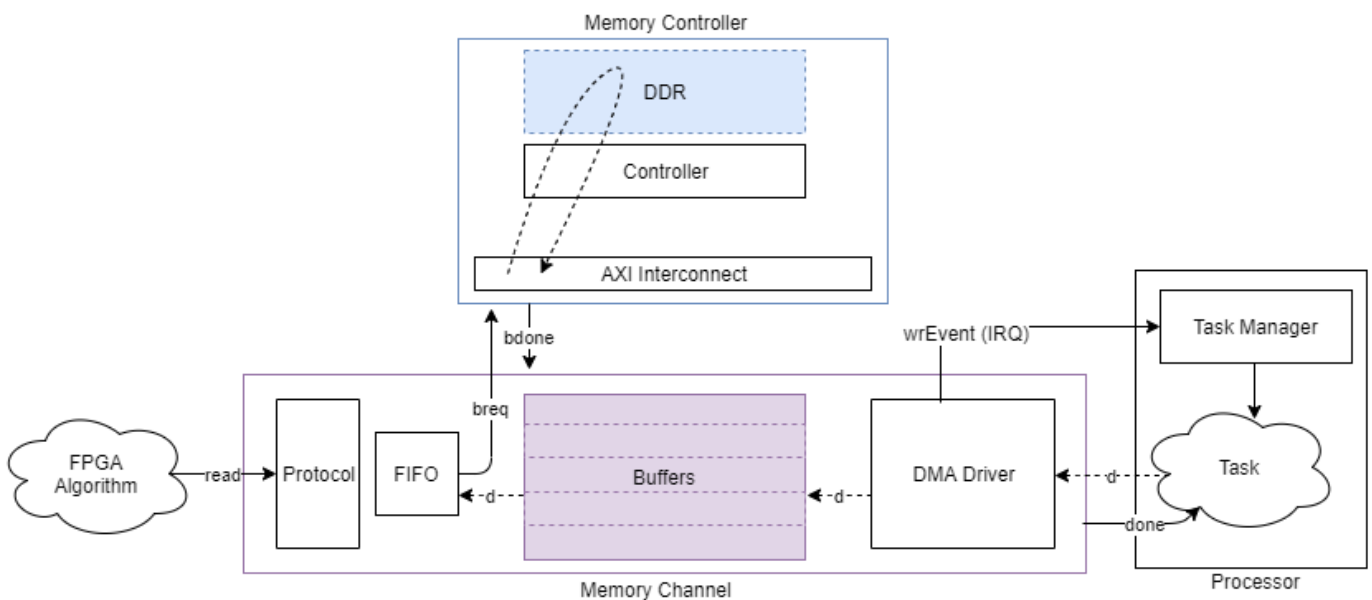 Memory Controller
DDR
Controller
AXI Interconnect
bdone
wrEvent (IRQ)
Task Manager
breq
FPGA
Algorithm
read
Protocol
FIFO
d
Buffers
d
DMA Driver
d
Task
done
Memory Channel
Processor